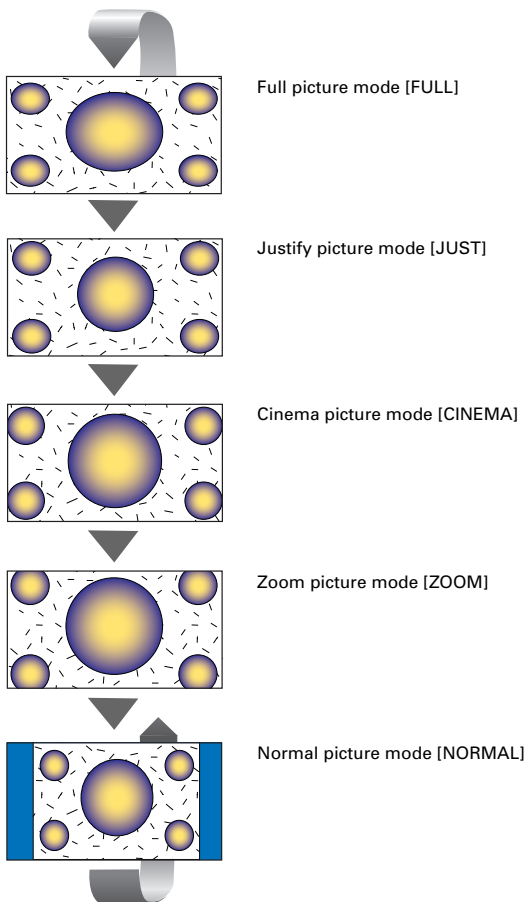 Full picture mode [FULL]
Justify picture mode [JUST]
Cinema picture mode [CINEMA]
Zoom picture mode [ZOOM]
Normal picture mode [NORMAL]